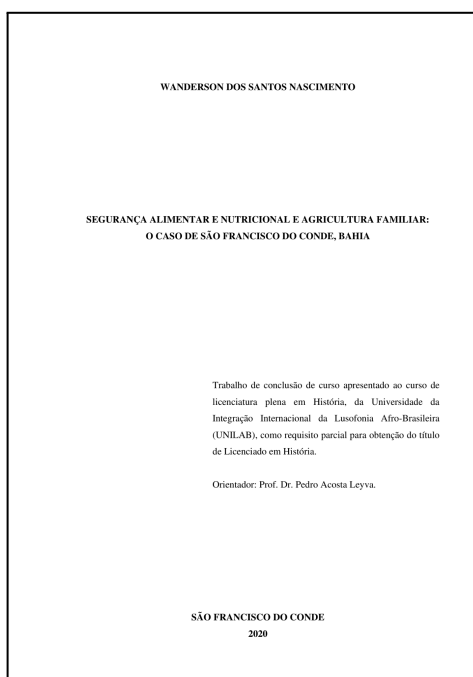 WANDERSON DOS SANTOS NASCIMENTO
SEGURANÇA ALIMENTAR E NUTRICIONAL E AGRICULTURA FAMILIAR:
O CASO DE SÃO FRANCISCO DO CONDE, BAHIA
Trabalho de conclusão de curso apresentado ao curso de
licenciatura plena em História, da Universidade da
Integração Internacional da Lusofonia Afro-Brasileira
(UNILAB), como requisito parcial para obtenção do título
de Licenciado em História.
Orientador: Prof. Dr. Pedro Acosta Leyva.
SÃO FRANCISCO DO CONDE
2020